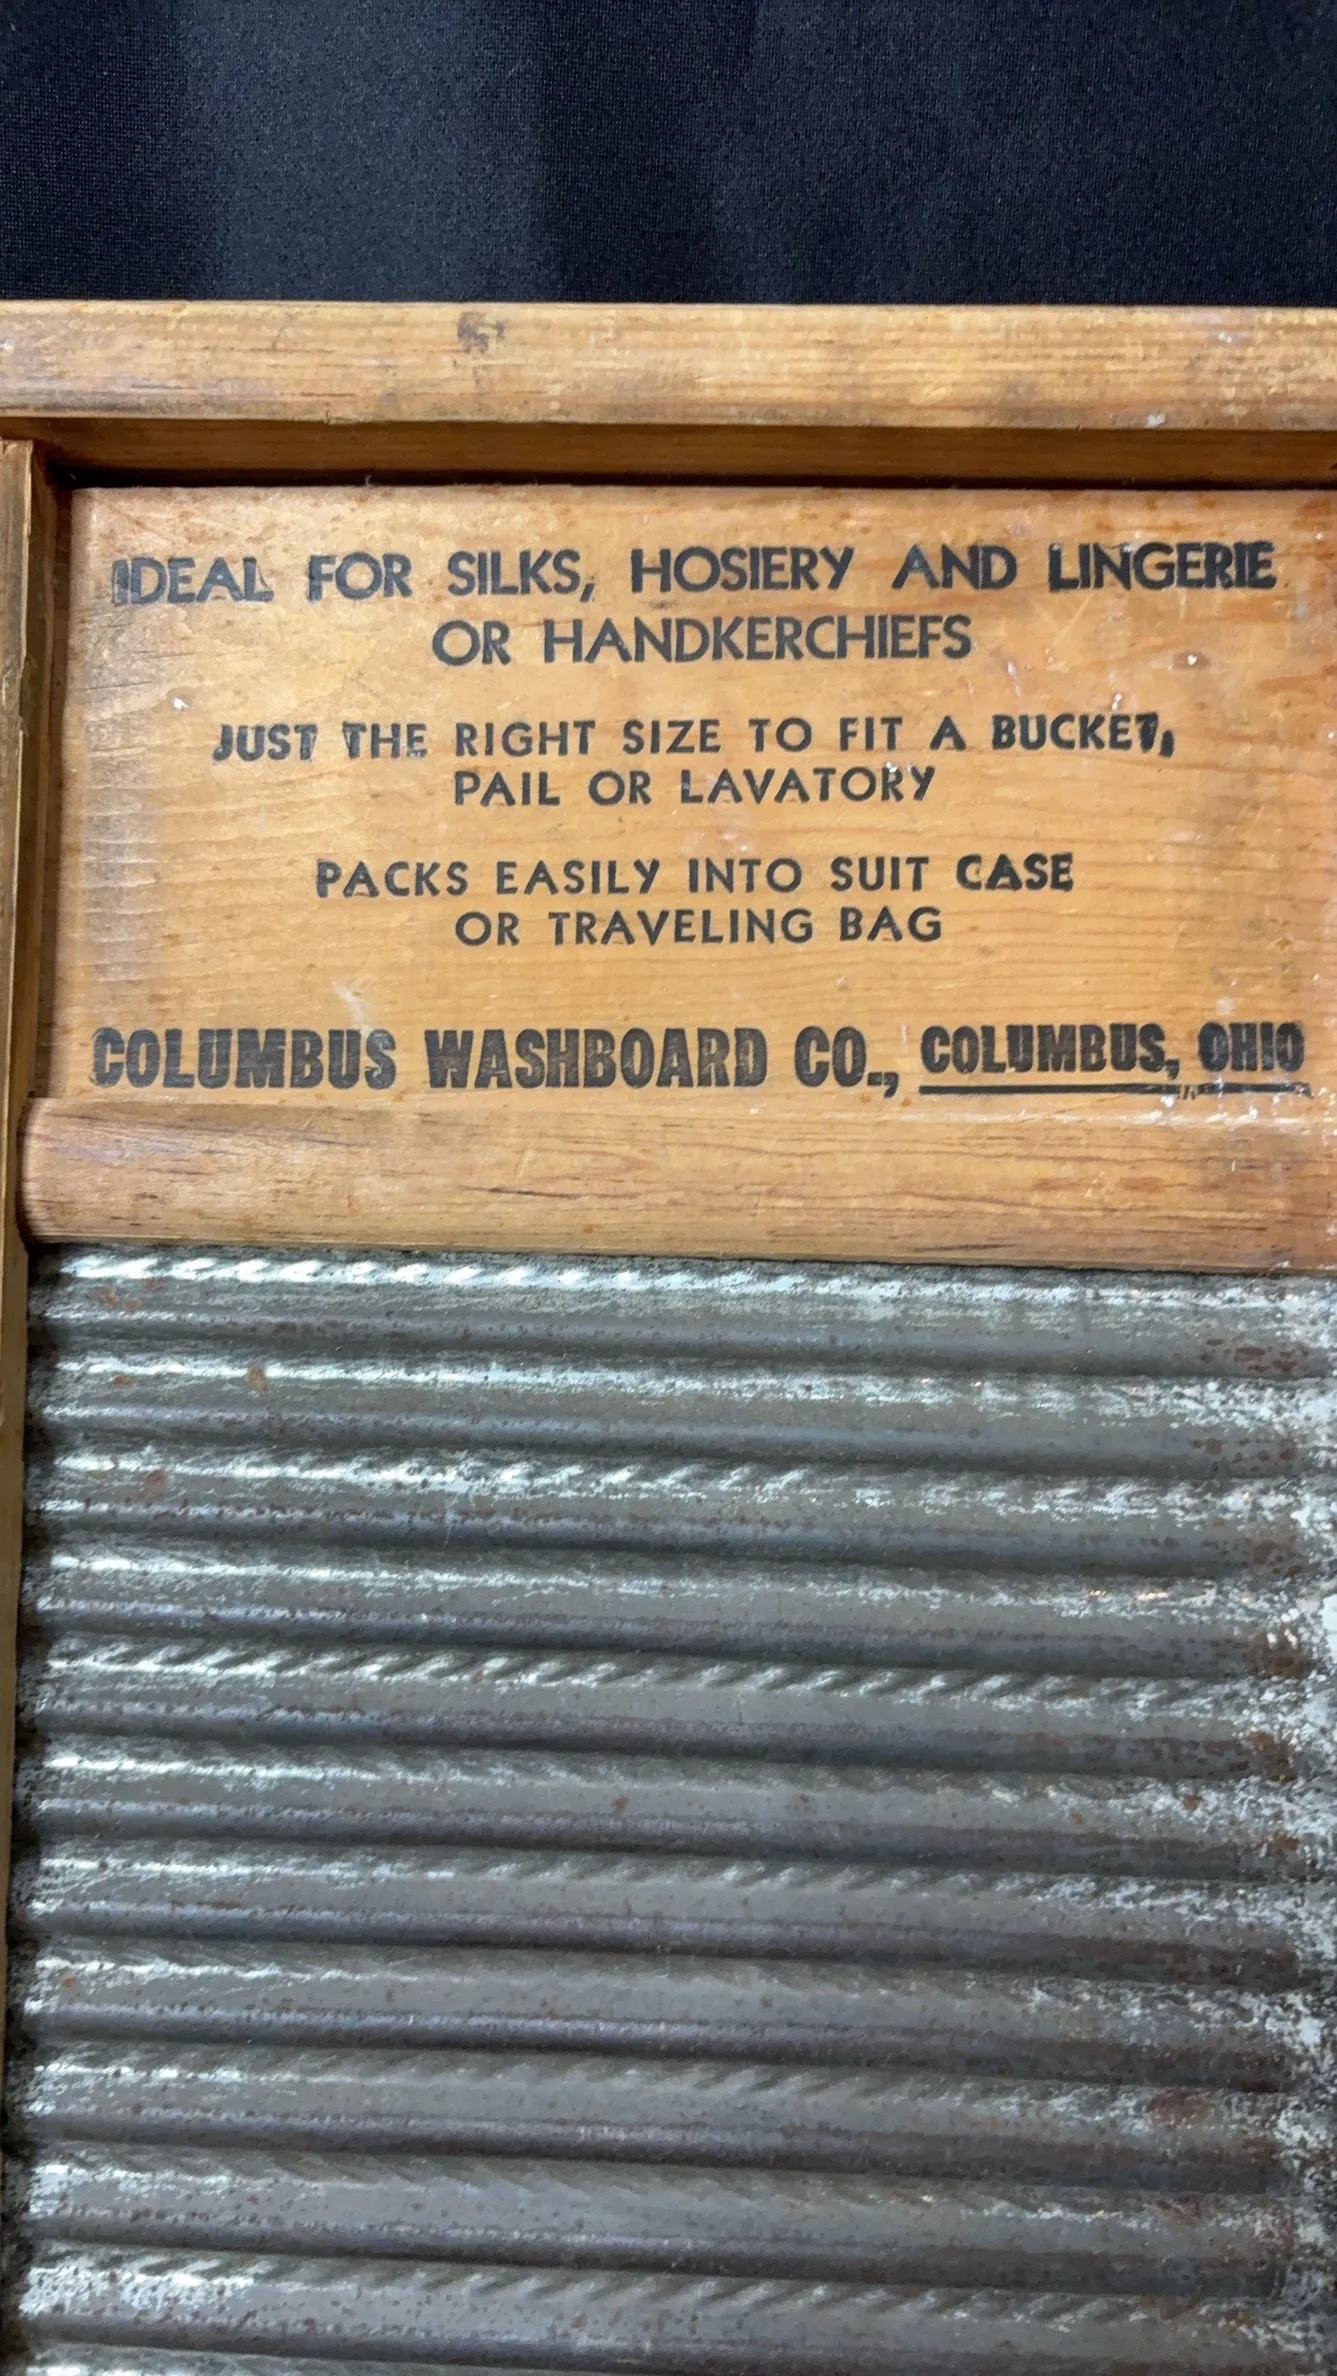 IDEAL FOR SILKS, HOSIERY AND LINGERIE
OR HANDKERCHIEFS
JUST THE RIGHT SIZE TO FIT A BUCKET,
PAIL OR LAVATORY
PACKS EASILY INTO SUIT CASE
OR TRAVELING BAG
COLUMBUS WASHBOARD CO., COLUMBUS, OHIO